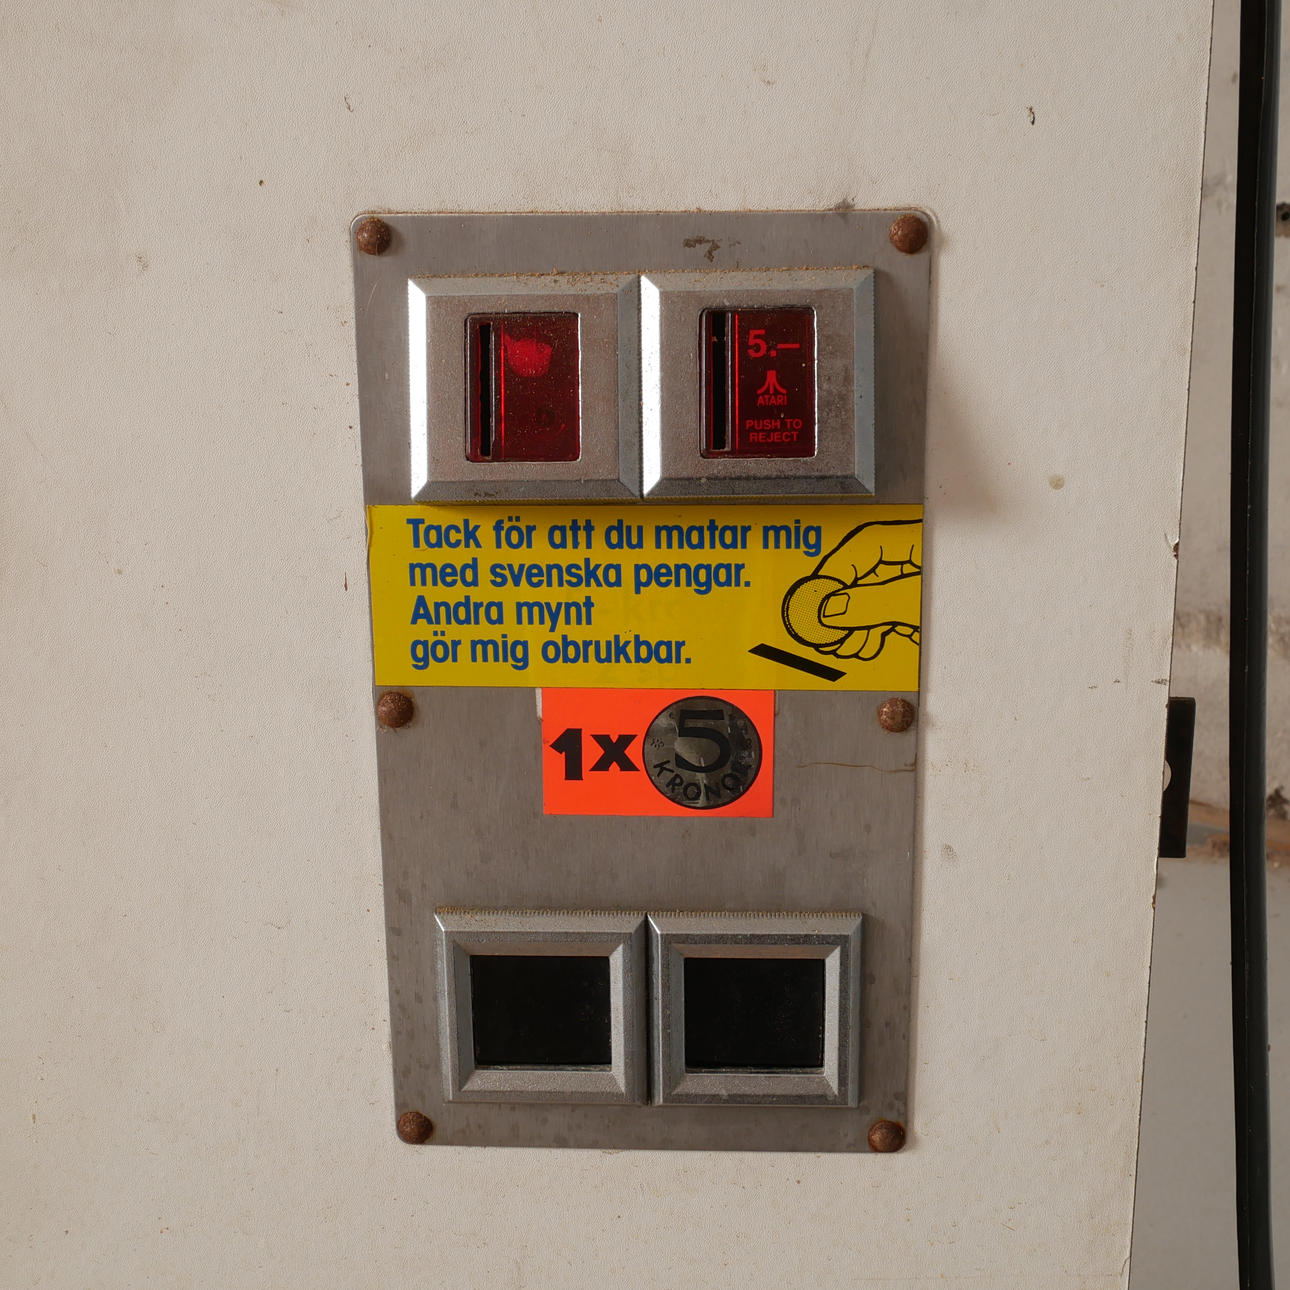 5.—
ATARI
PUSH TO
REJECT
Tack för att du matar mig
med svenska pengar.
Andra mynt
gör mig obrukbar.
1x 5
KRONOR